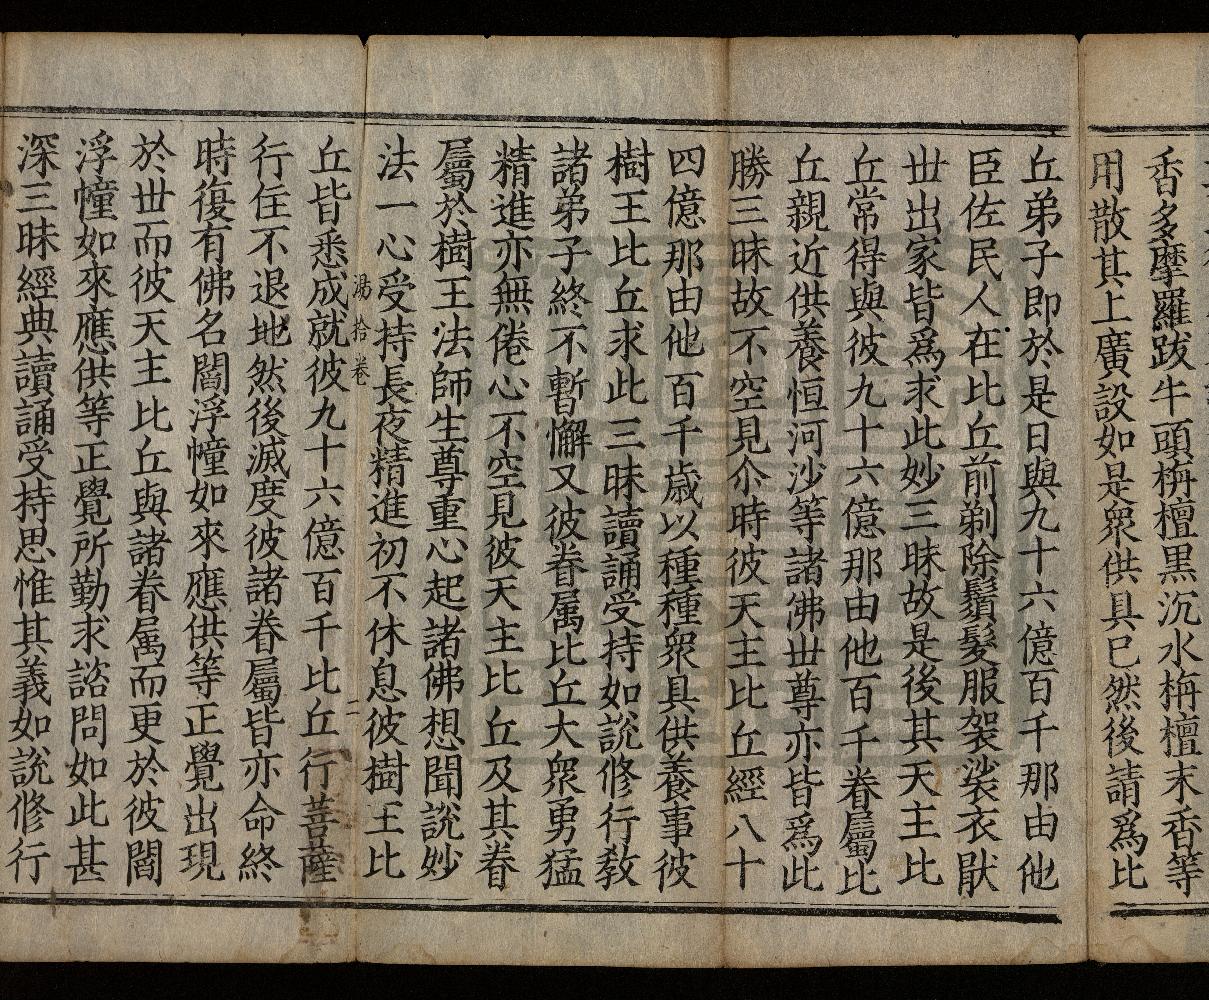 香多摩羅跋牛頭栴檀黑沉水栴檀末香等
用散其上廣設如是衆供具已然後請爲比
丘弟子即於是日與九十六億百千那由他
臣佐民人在比丘前剃除鬚髮服袈裟衣厭
世出家皆爲求此妙三昧故是後其天主比
丘常得與彼九十六億那由他百千眷屬比
丘親近供養恒河沙等諸佛世尊亦皆爲此
勝三昧故不空見尒時彼天主比丘經八十
四億那由他百千歲以種種衆具供養事彼
樹王比丘求此三昧讀誦受持如說修行教
諸弟子終不暫懈又彼眷属比丘大衆勇猛
精進亦無倦心不空見彼天主比丘及其眷
屬於樹王法師生尊重心起諸佛想聞說妙
法一心受持長夜精進初不休息彼樹王比
湯 拾卷 二
丘皆悉成就彼九十六億百千比丘行菩薩
行住不退地然後滅度彼諸眷屬皆亦命終
時復有佛名閻浮幢如來應供等正覺出現
於世而彼天主比丘與諸眷属而更於彼閻
浮幢如來應供等正覺所勤求諮問如此甚
深三昧經典讀誦受持思惟其義如說修行